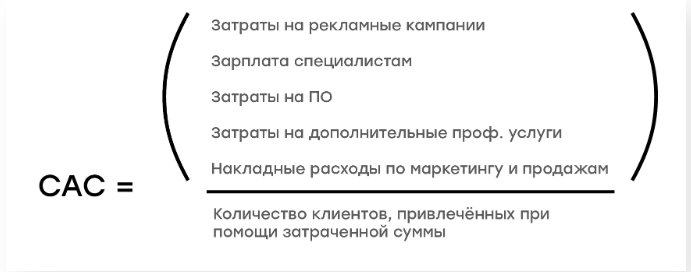 Затраты на рекламные кампании
Зарплата специалистам
Затраты на ПО
Затраты на дополнительные проф. услуги
Накладные расходы по маркетингу и продажам
CAC =
Количество клиентов, привлечённых при
помощи затраченной суммы